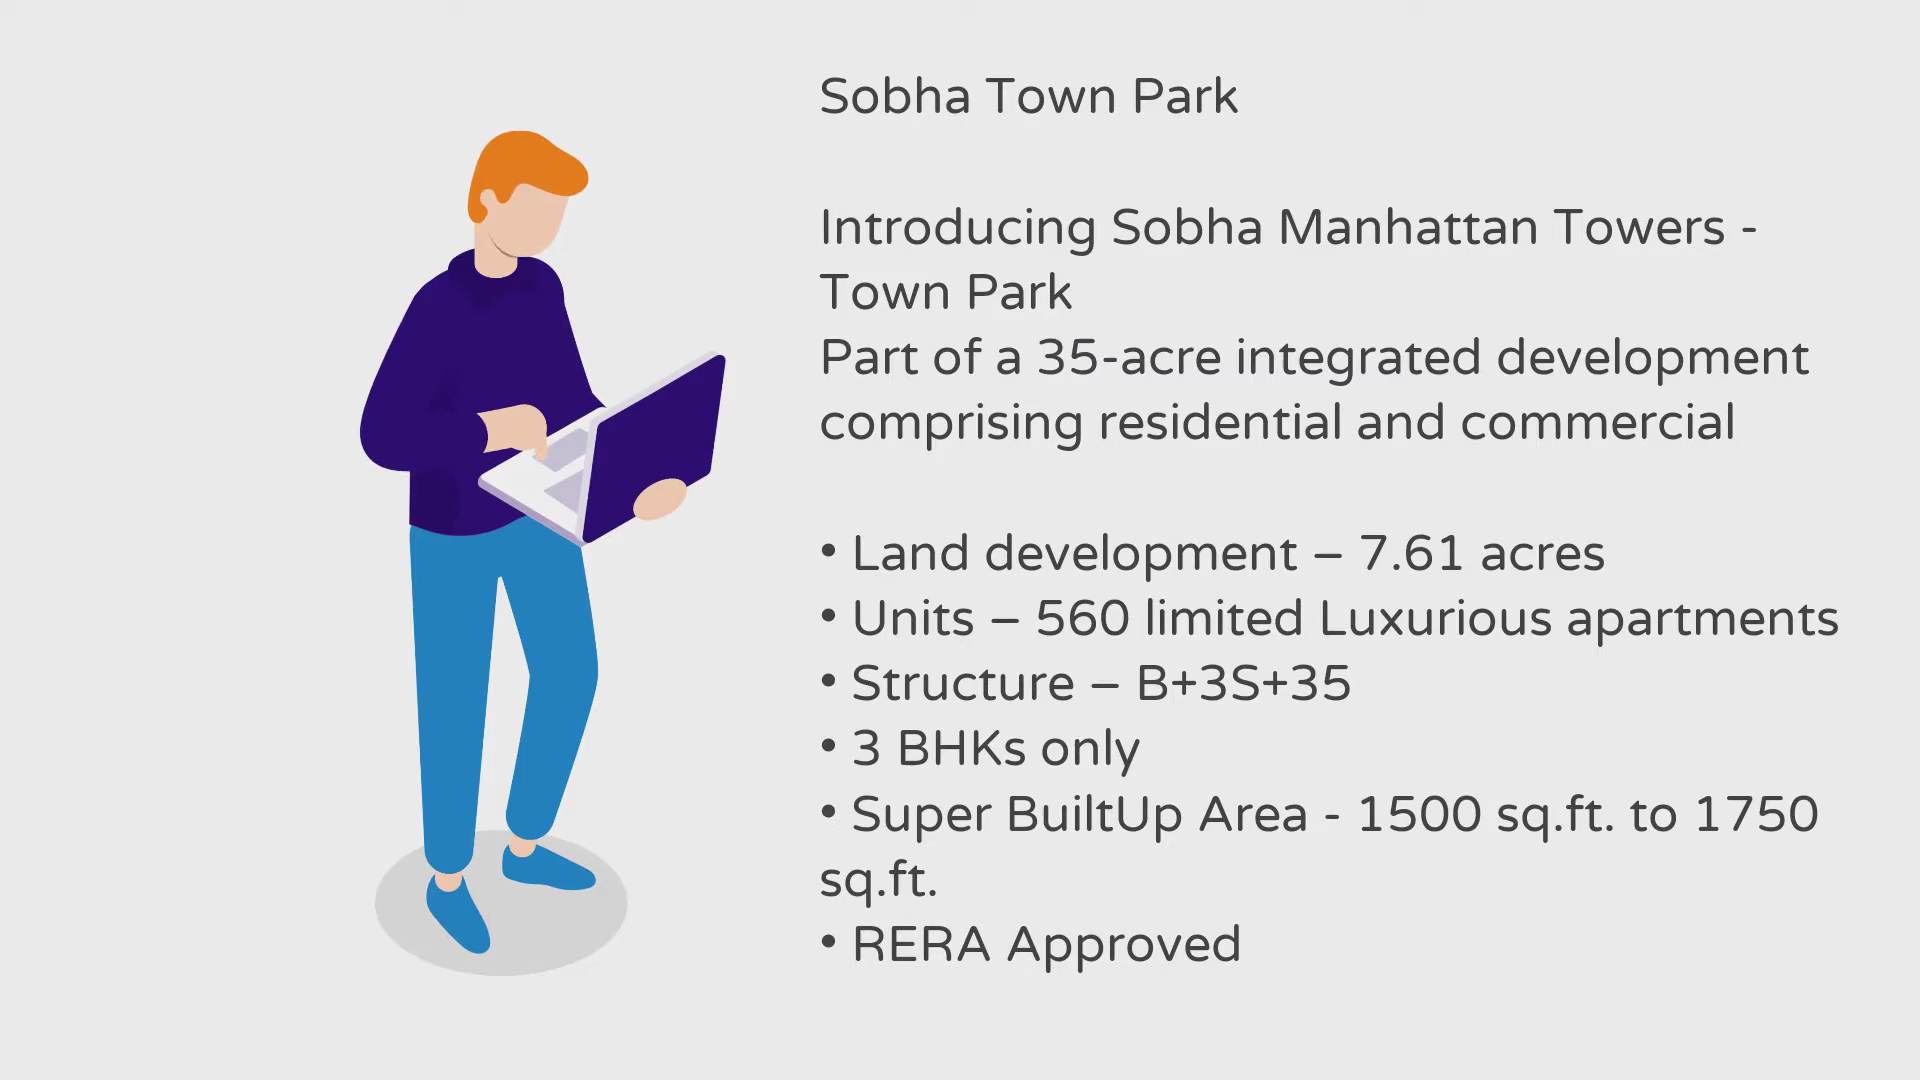 Sobha Town Park
Introducing Sobha Manhattan Towers -
Town Park
Part of a 35-acre integrated development
comprising residential and commercial
• Land development – 7.61 acres
• Units – 560 limited Luxurious apartments
• Structure – B+3S+35
• 3 BHKs only
• Super BuiltUp Area - 1500 sq.ft. to 1750
sq.ft.
• RERA Approved